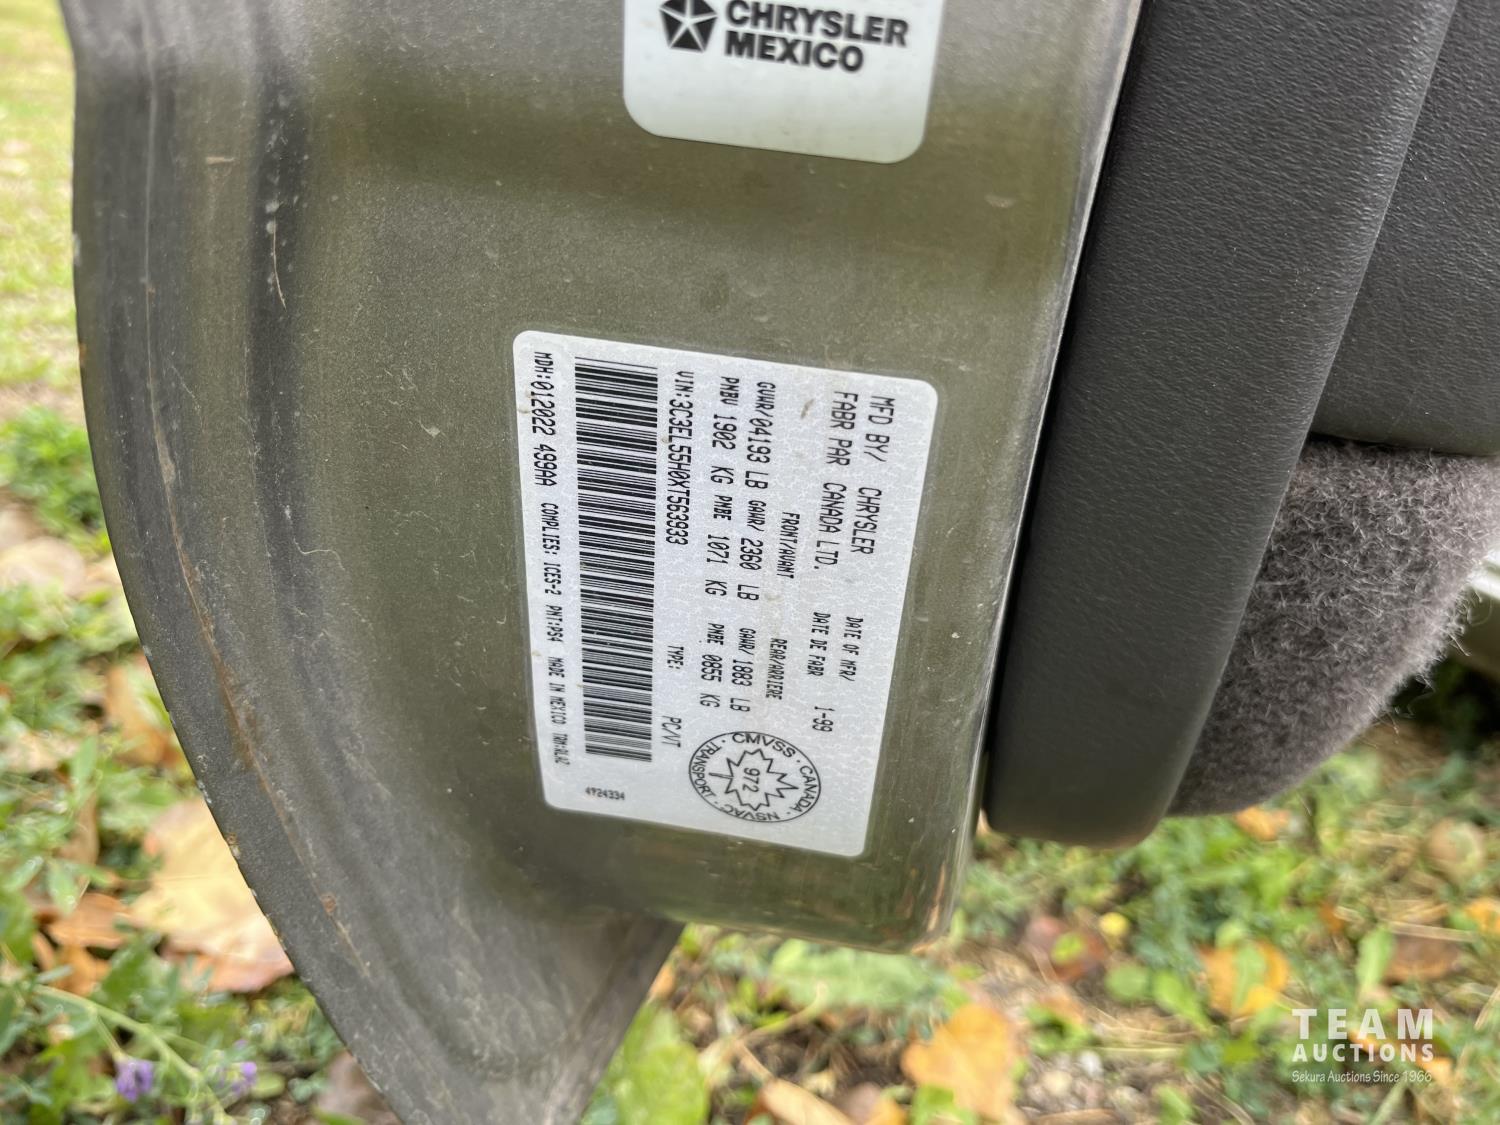 CHRYSLER
MEXICO
MFD BY/ CHRYSLER
FABR PAR CANADA LTD.
DATE OF MFR/
DATE DE FABR 1-99
FRONT/AVANT
REAR/ARRIERE
GVWR/04193 LB GAWR/ 2360 LB GAWR/ 1883 LB
PNBV 1902 KG PNBE 1071 KG PNBE 0855 KG
VIN:3C3EL55H0XT563933 TYPE: PC/VT
MDH:012022 499AA COMPLIES: ICES-2 PNT:PS4 MADE IN MEXICO TRM:RLAZ
4924334
CMVSS · CANADA · NSVAC · TRANSPORT
972
TEAM
AUCTIONS
Sekura Auctions Since 1966